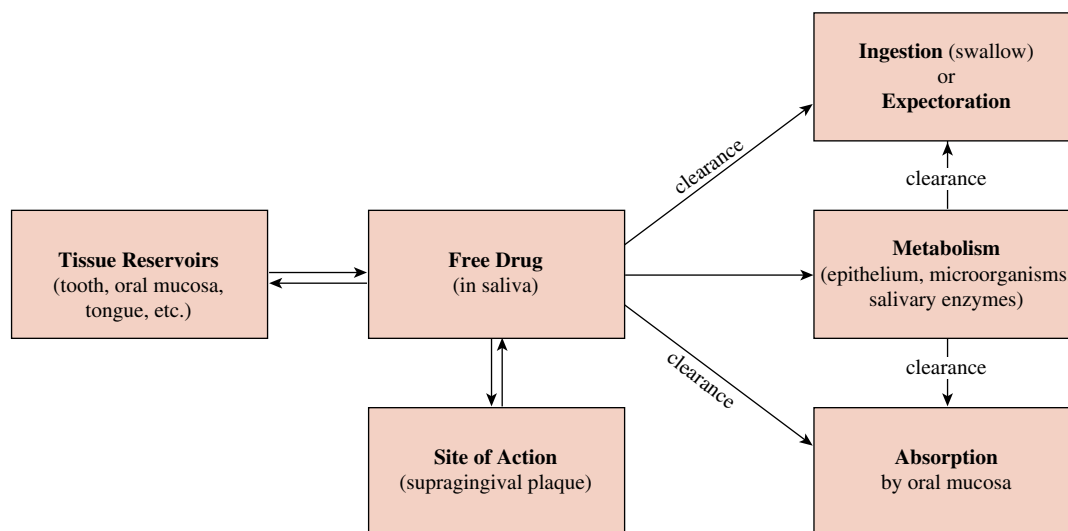 Ingestion (swallow)
or
Expectoration
clearance
clearance
Tissue Reservoirs
(tooth, oral mucosa,
tongue, etc.)
Free Drug
(in saliva)
Metabolism
(epithelium, microorganisms
salivary enzymes)
clearance
clearance
Site of Action
(supragingival plaque)
Absorption
by oral mucosa